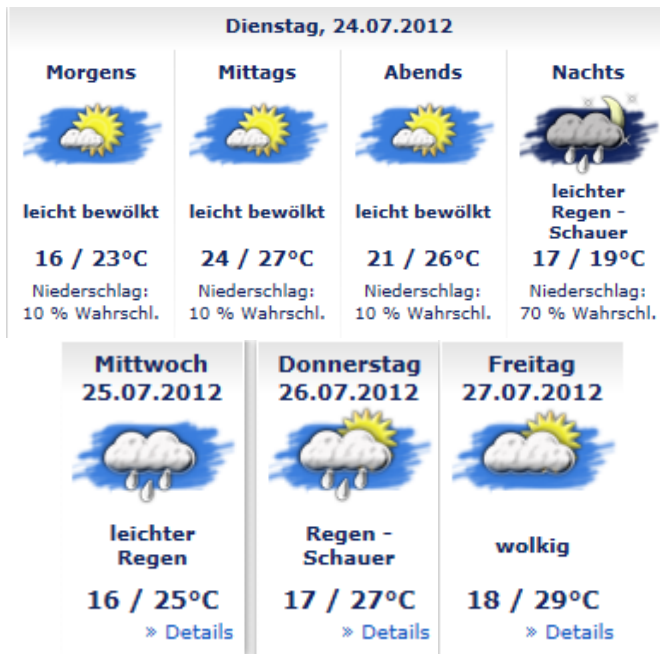 Dienstag, 24.07.2012
Morgens
leicht bewölkt
16 / 23°C
Niederschlag:
10 % Wahrschl.
Mittags
leicht bewölkt
24 / 27°C
Niederschlag:
10 % Wahrschl.
Abends
leicht bewölkt
21 / 26°C
Niederschlag:
10 % Wahrschl.
Nachts
leichter
Regen -
Schauer
17 / 19°C
Niederschlag:
70 % Wahrschl.
Mittwoch
25.07.2012
leichter
Regen
16 / 25°C
» Details
Donnerstag
26.07.2012
Regen -
Schauer
17 / 27°C
» Details
Freitag
27.07.2012
wolkig
18 / 29°C
» Details